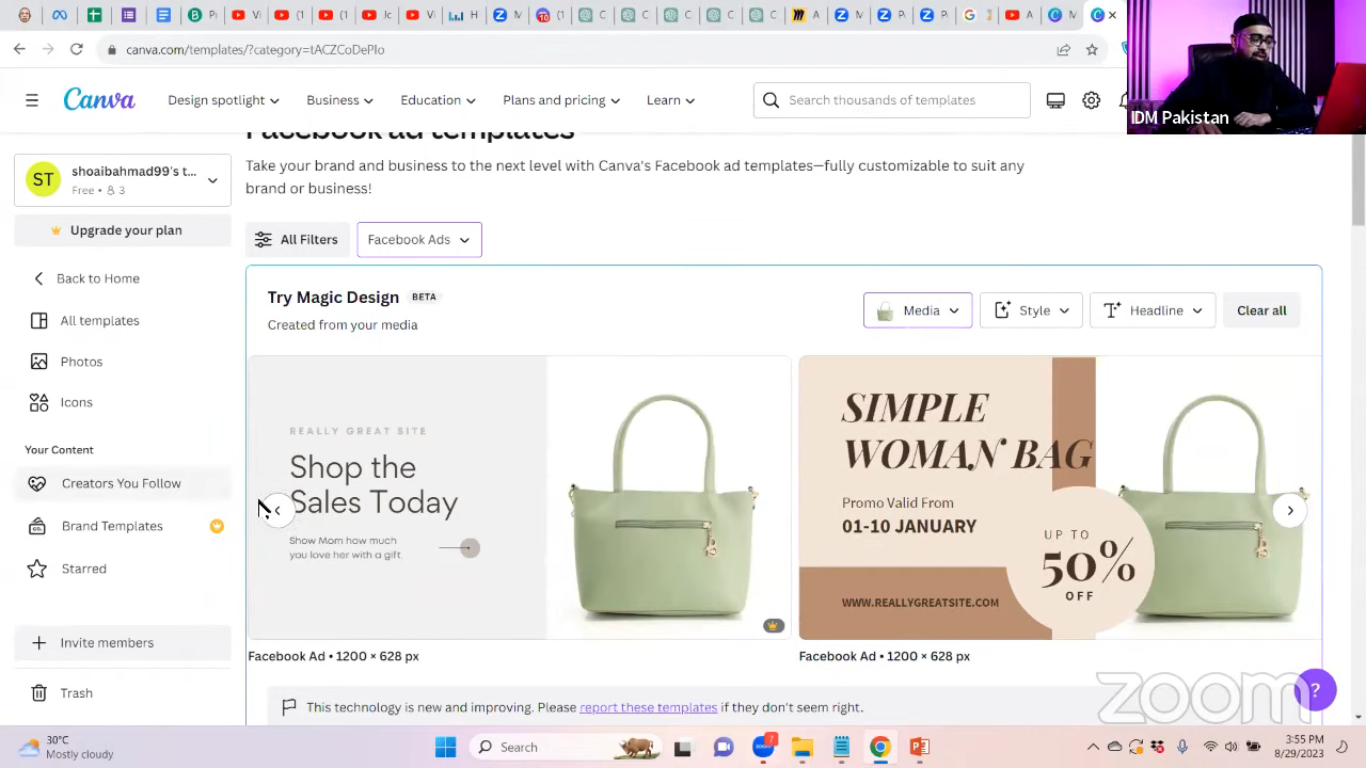 canva.com/templates/?category=tACZCoDePlo
IDM Pakistan
Canva
Design spotlight
Business
Education
Plans and pricing
Learn
Search thousands of templates
Facebook ad templates
Take your brand and business to the next level with Canva's Facebook ad templates—fully customizable to suit any
brand or business!
ST
shoaibahmad99's t...
Free • 3
Upgrade your plan
Back to Home
All templates
Photos
Icons
Your Content
Creators You Follow
Brand Templates
Starred
Invite members
Trash
All Filters
Facebook Ads
Try Magic Design BETA
Created from your media
Media
Style
Headline
Clear all
REALLY GREAT SITE
Shop the
Sales Today
Show Mom how much
you love her with a gift.
SIMPLE
WOMAN BAG
Promo Valid From
01-10 JANUARY
UP TO
50%
OFF
WWW.REALLYGREATSITE.COM
Facebook Ad • 1200 × 628 px
Facebook Ad • 1200 × 628 px
This technology is new and improving. Please report these templates if they don't seem right.
zoom
?
30°C
Mostly cloudy
Search
7
3:55 PM
8/29/2023